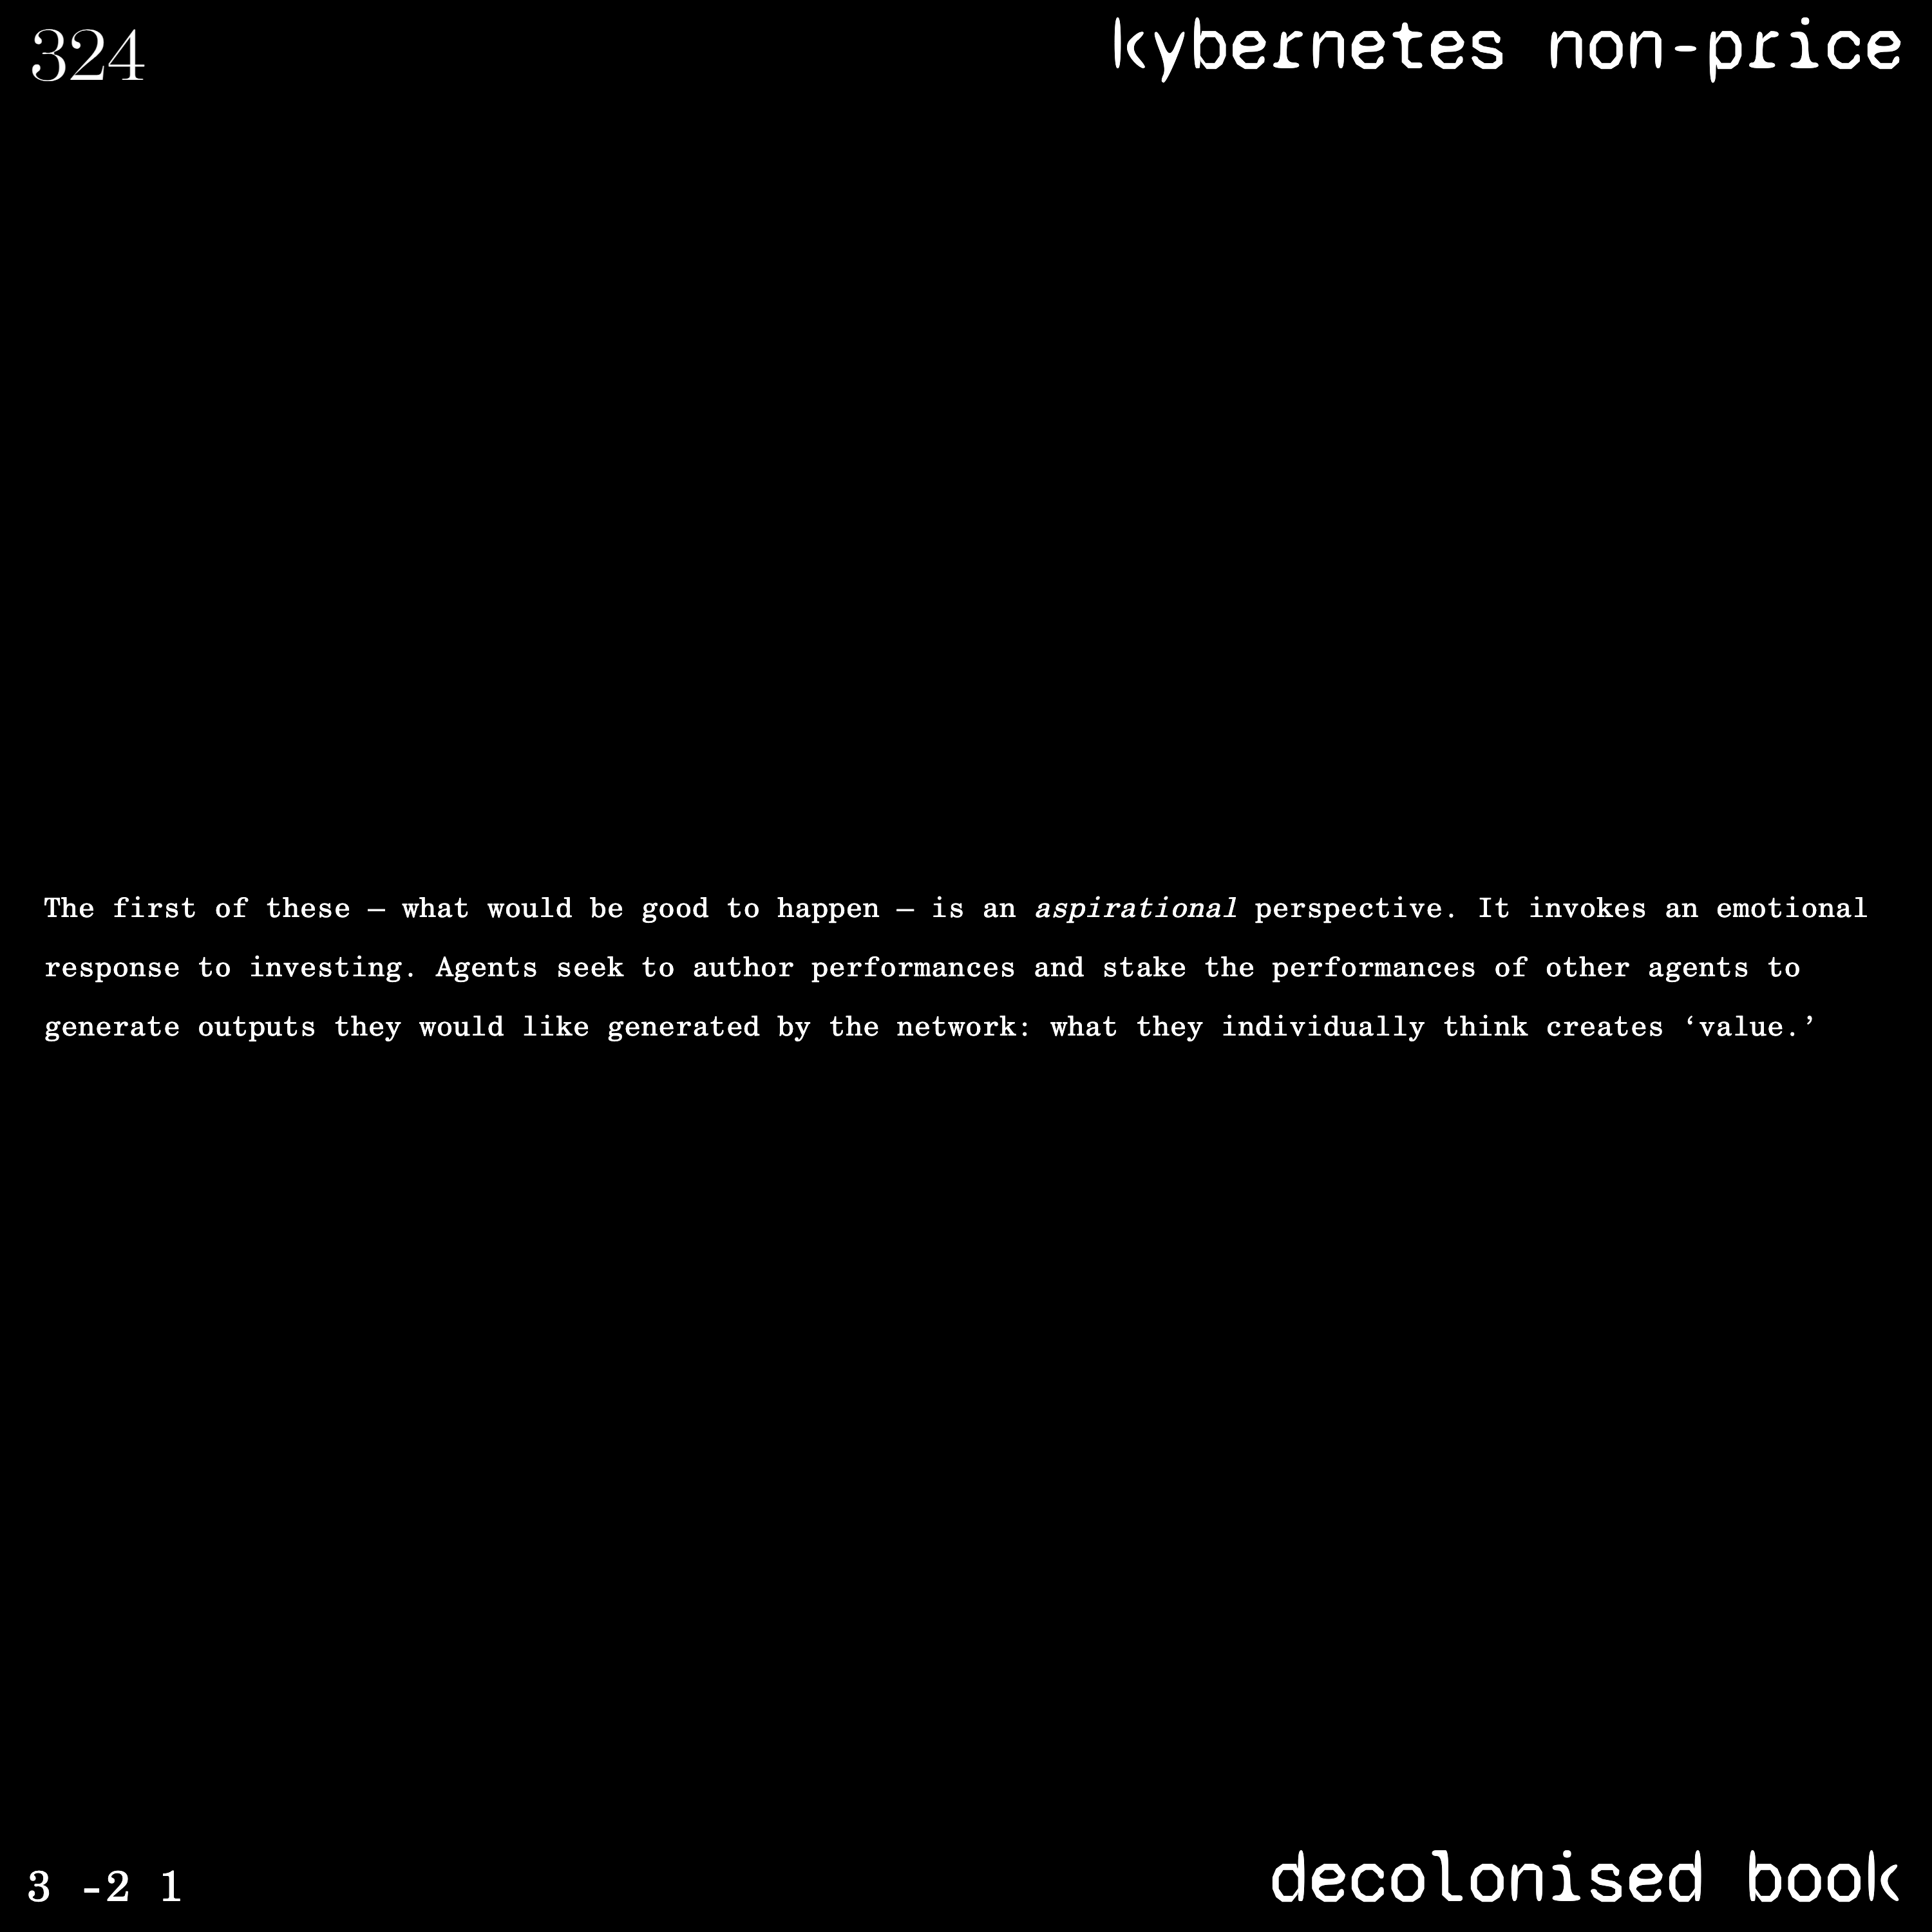 324
kybernetes non-price
The first of these – what would be good to happen – is an aspirational perspective. It invokes an emotional
response to investing. Agents seek to author performances and stake the performances of other agents to
generate outputs they would like generated by the network: what they individually think creates ‘value.’
3 -2 1
decolonised book